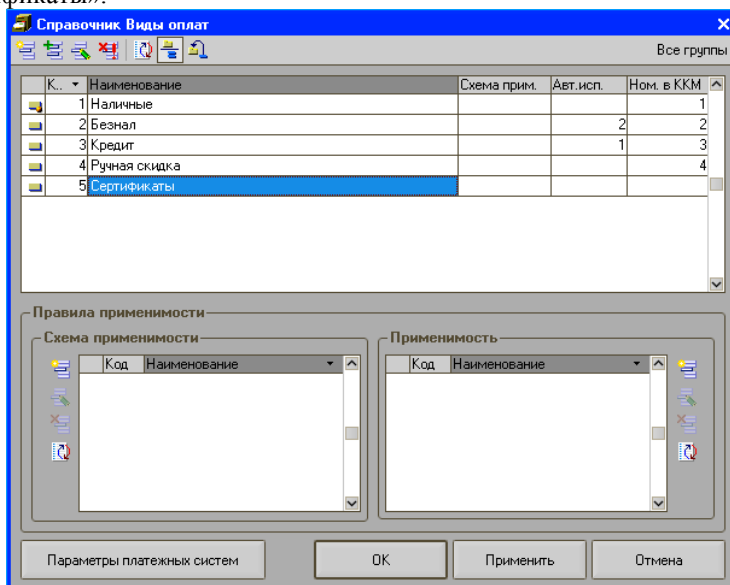 фикаты».
Справочник Виды оплат
Все группы
К.. Наименование Схема прим. Авт.исп. Ном. в ККМ
1 Наличные 1
2 Безнал 2 2
3 Кредит 1 3
4 Ручная скидка 4
5 Сертификаты
Правила применимости
Схема применимости Применимость
Код Наименование Код Наименование
Параметры платежных систем OK Применить Отмена